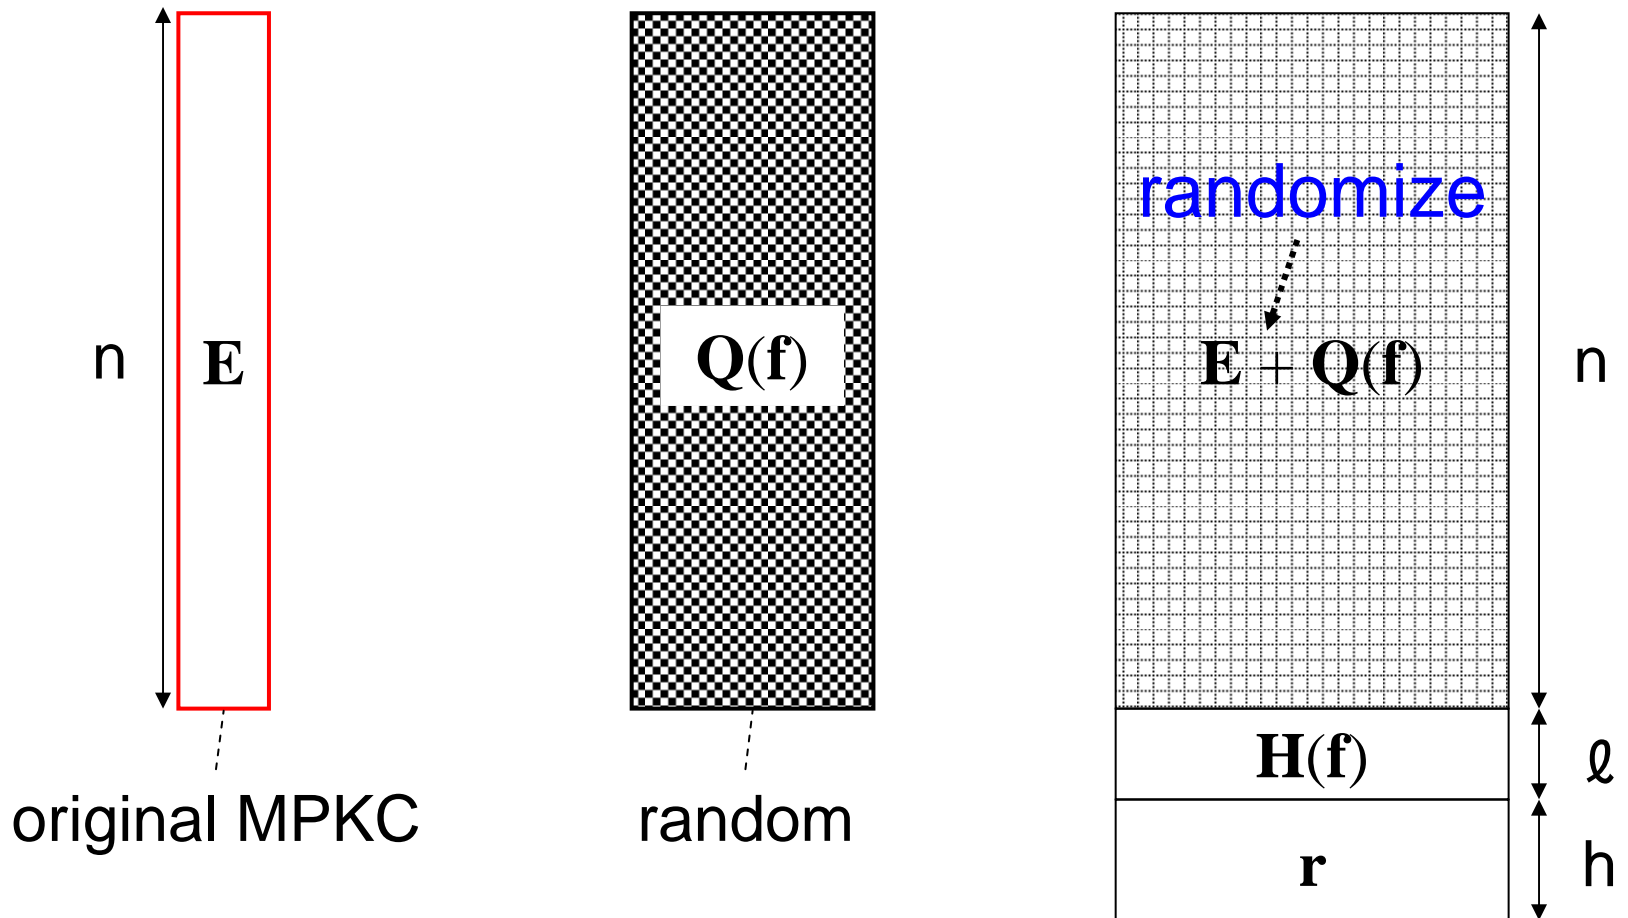 randomize
n
E
Q(f)
E + Q(f)
n
H(f)
ℓ
original MPKC
random
r
h